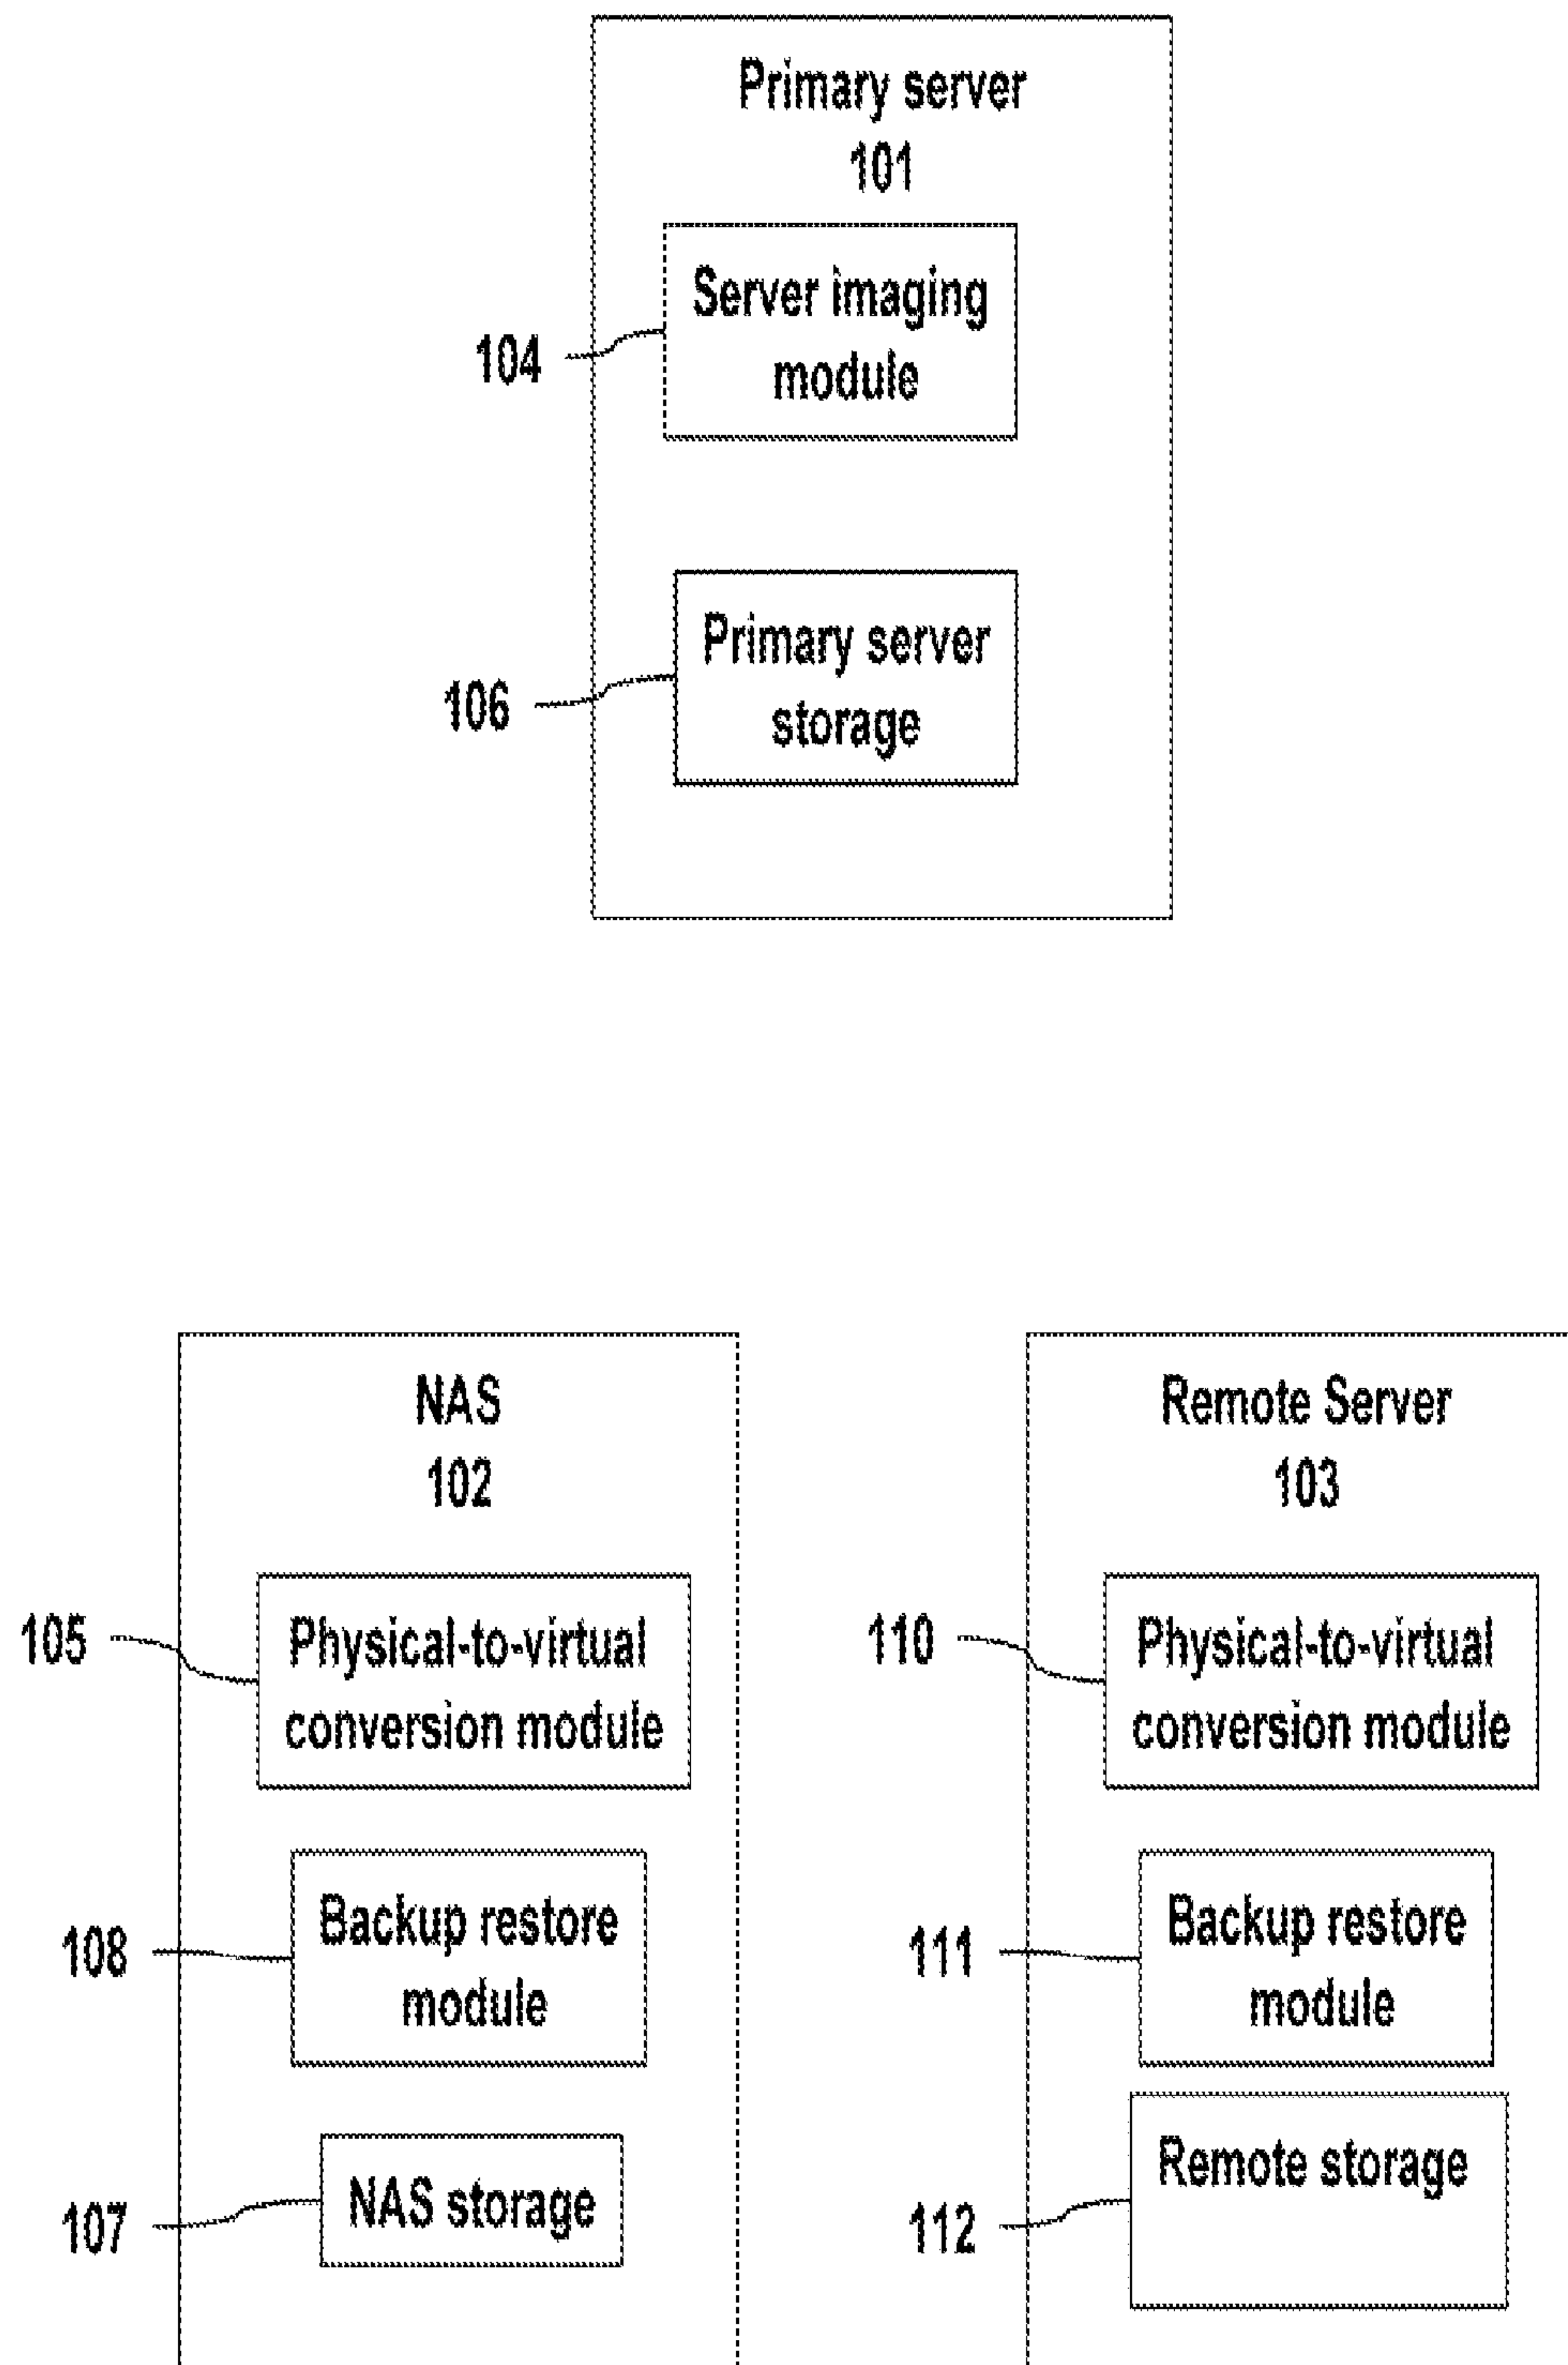 Primary server
101
Server imaging
module
104
Primary server
storage
106
NAS
102
105
Physical-to-virtual
conversion module
108
Backup restore
module
107
NAS storage
Remote Server
103
110
Physical-to-virtual
conversion module
111
Backup restore
module
112
Remote storage